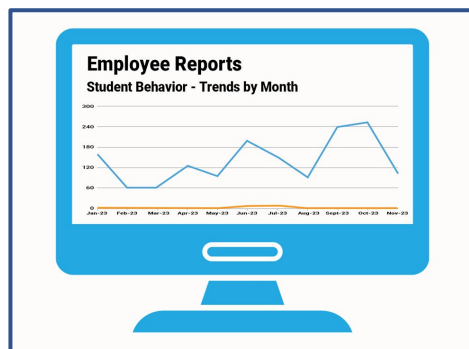 Employee Reports
Student Behavior - Trends by Month
300
240
180
120
60
0
Jan-23 Feb-23 Mar-23 Apr-23 May-23 Jun-23 Jul-23 Aug-23 Sept-23 Oct-23 Nov-23